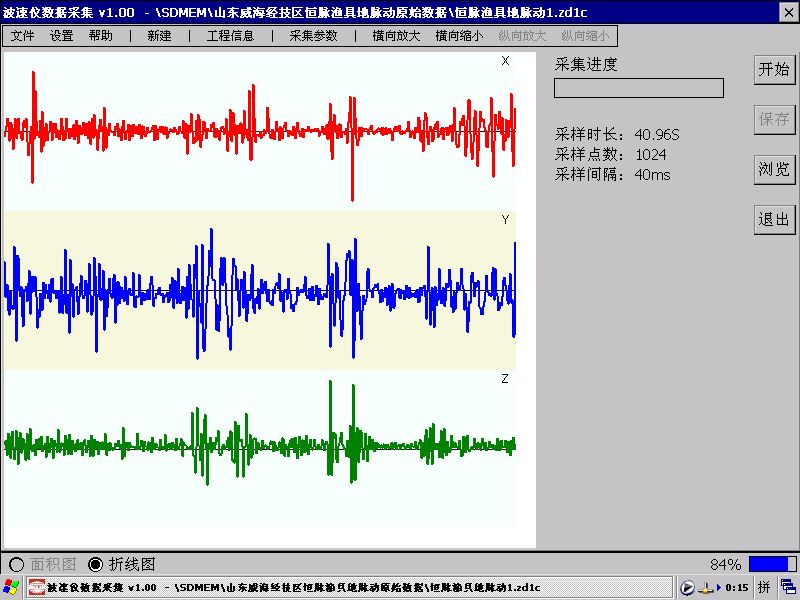 波速仪数据采集 v1.00 - \SDMEM\山东威海经技区恒脉渔具地脉动原始数据\恒脉渔具地脉动1.zd1c
文件 设置 帮助 | 新建 | 工程信息 | 采集参数 | 横向放大 横向缩小 纵向放大 纵向缩小
X
采集进度
开始
保存
采样时长: 40.96S
采样点数: 1024
采样间隔: 40ms
浏览
Y
退出
Z
面积图 折线图
84%
波速仪数据采集 v1.00 - \SDMEM\山东威海经技区恒脉渔具地脉动原始数据\恒脉渔具地脉动1.zd1c
0:15 拼